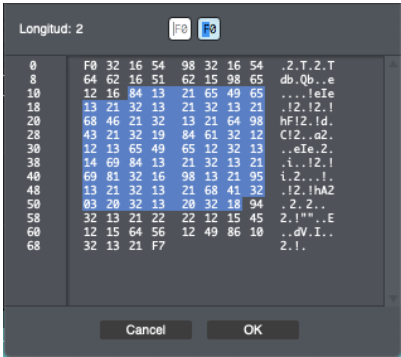 Longitud: 2 F0 F0
0 F0 32 16 54 98 32 16 54 .2.T.2.T
8 64 62 16 51 62 15 98 65 db.Qb..e
10 12 16 84 13 21 65 49 65 ....!eIe
18 13 21 32 13 21 32 13 21 .!2.!2.!
20 68 46 21 32 13 21 64 98 hF!2.!d.
28 43 21 32 19 84 61 32 12 C!2..a2.
30 12 13 65 49 65 12 32 13 ..eIe.2.
38 14 69 84 13 21 32 13 21 .i..!2.!
40 69 81 32 16 98 13 21 95 i.2...!.
48 13 21 32 13 21 68 41 32 .!2.!hA2
50 03 20 32 13 20 32 18 94 . 2. 2..
58 32 13 21 22 22 12 15 45 2.!""..E
60 12 15 64 56 12 49 86 10 ..dV.I..
68 32 13 21 F7 2.!.
Cancel OK